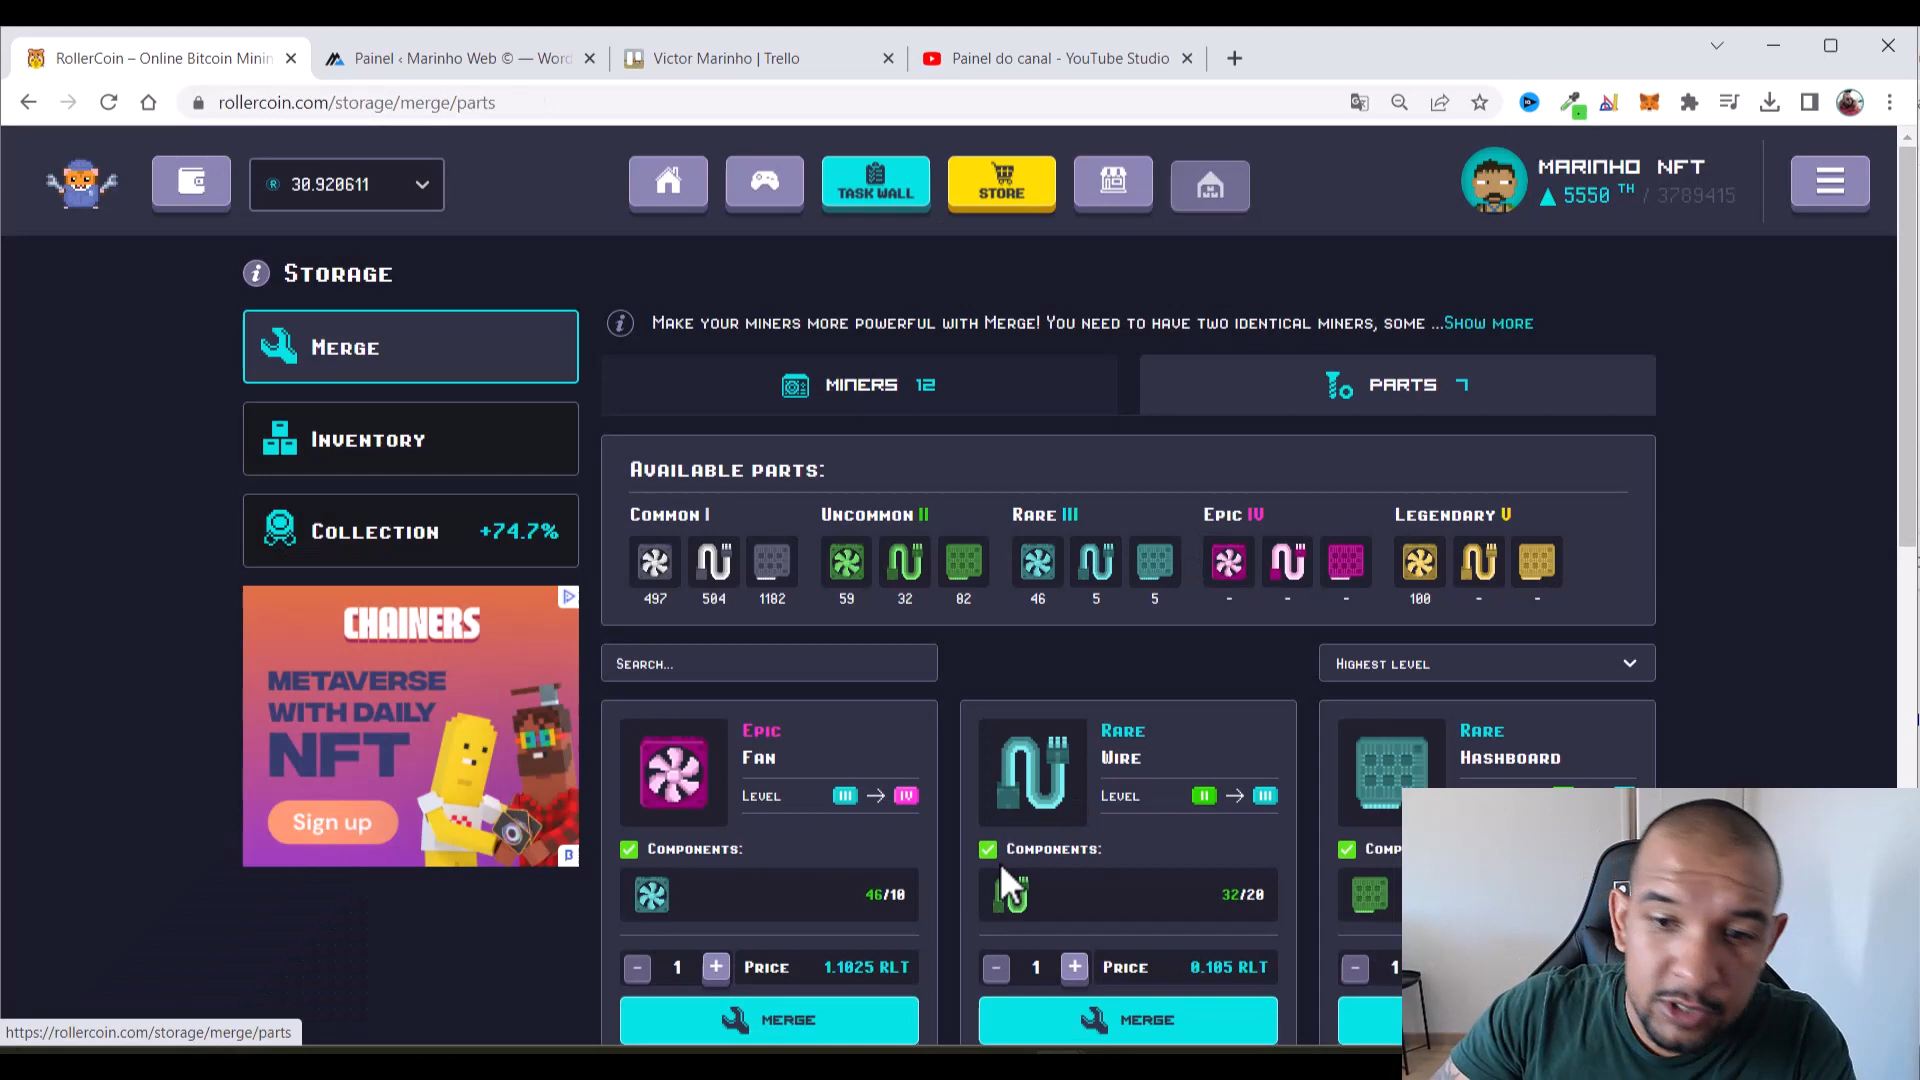 RollerCoin – Online Bitcoin Minin
Painel ‹ Marinho Web © — Word
Victor Marinho | Trello
Painel do canal - YouTube Studio
rollercoin.com/storage/merge/parts
30.920611
TASK WALL
STORE
MARINHO NFT
5550 TH / 3789415
STORAGE
MERGE
INVENTORY
COLLECTION +74.7%
MAKE YOUR MINERS MORE POWERFUL WITH MERGE! YOU NEED TO HAVE TWO IDENTICAL MINERS, SOME ...SHOW MORE
MINERS 12
PARTS 7
AVAILABLE PARTS:
COMMON I
UNCOMMON II
RARE III
EPIC IV
LEGENDARY V
497 504 1182 59 32 82 46 5 5 - - - 100 - -
SEARCH...
HIGHEST LEVEL
CHAINERS
METAVERSE
WITH DAILY
NFT
Sign up
EPIC
FAN
LEVEL III → IV
COMPONENTS:
46/10
- 1 + PRICE 1.1025 RLT
MERGE
RARE
WIRE
LEVEL II → III
COMPONENTS:
32/20
- 1 + PRICE 0.105 RLT
MERGE
RARE
HASHBOARD
COMP
- 1
https://rollercoin.com/storage/merge/parts